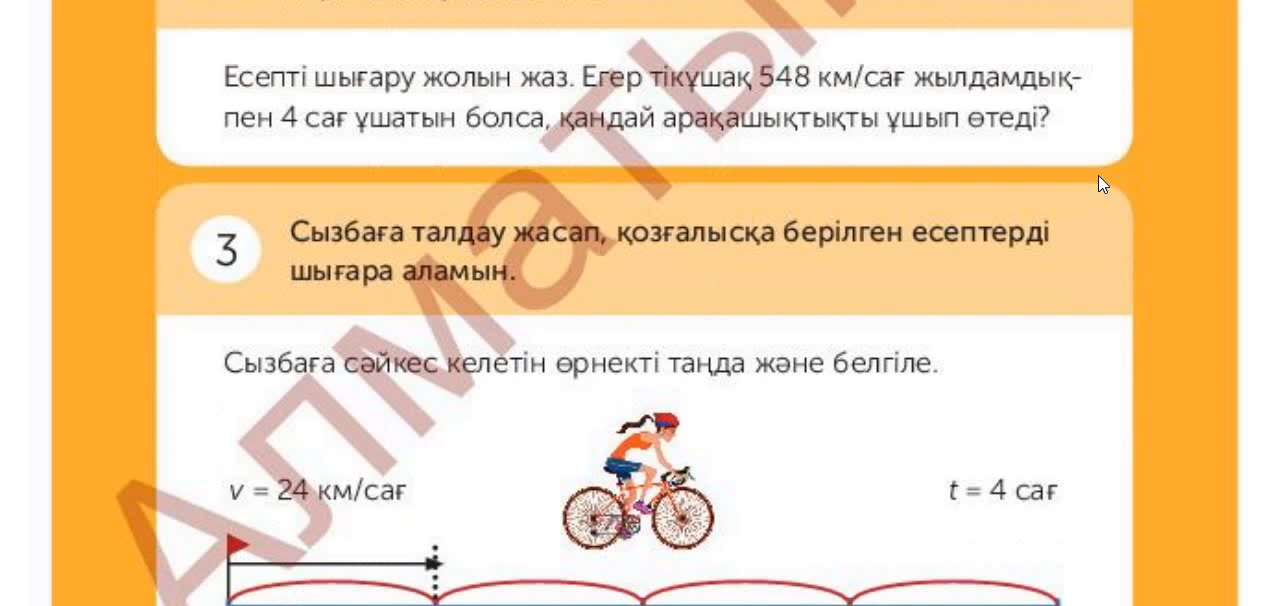 Есепті шығару жолын жаз. Егер тікұшақ 548 км/сағ жылдамдық-
пен 4 сағ ұшатын болса, қандай арақашықтықты ұшып өтеді?
3
Сызбаға талдау жасап, қозғалысқа берілген есептерді
шығара аламын.
Сызбаға сәйкес келетін өрнекті таңда және белгіле.
v = 24 км/сағ
t = 4 сағ
Алматы